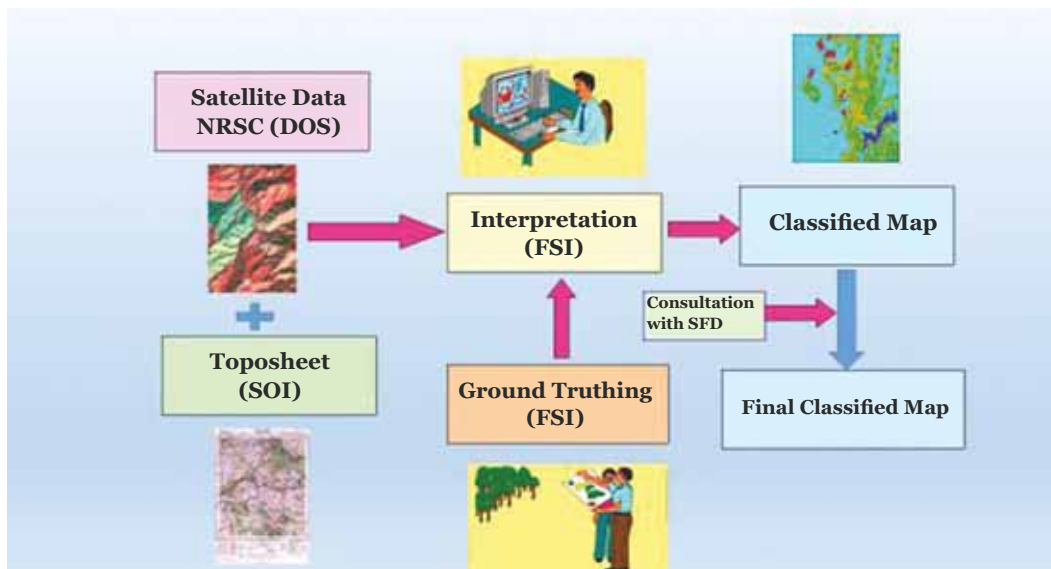 Satellite Data
NRSC (DOS)
Interpretation
(FSI)
Classified Map
Consultation
with SFD
Toposheet
(SOI)
Ground Truthing
(FSI)
Final Classified Map